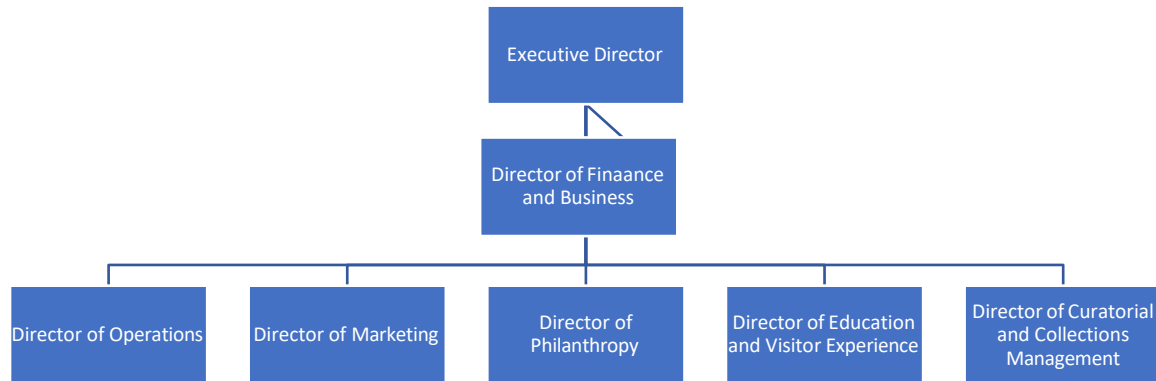 Executive Director
Director of Finaance
and Business
Director of Operations
Director of Marketing
Director of
Philanthropy
Director of Education
and Visitor Experience
Director of Curatorial
and Collections
Management